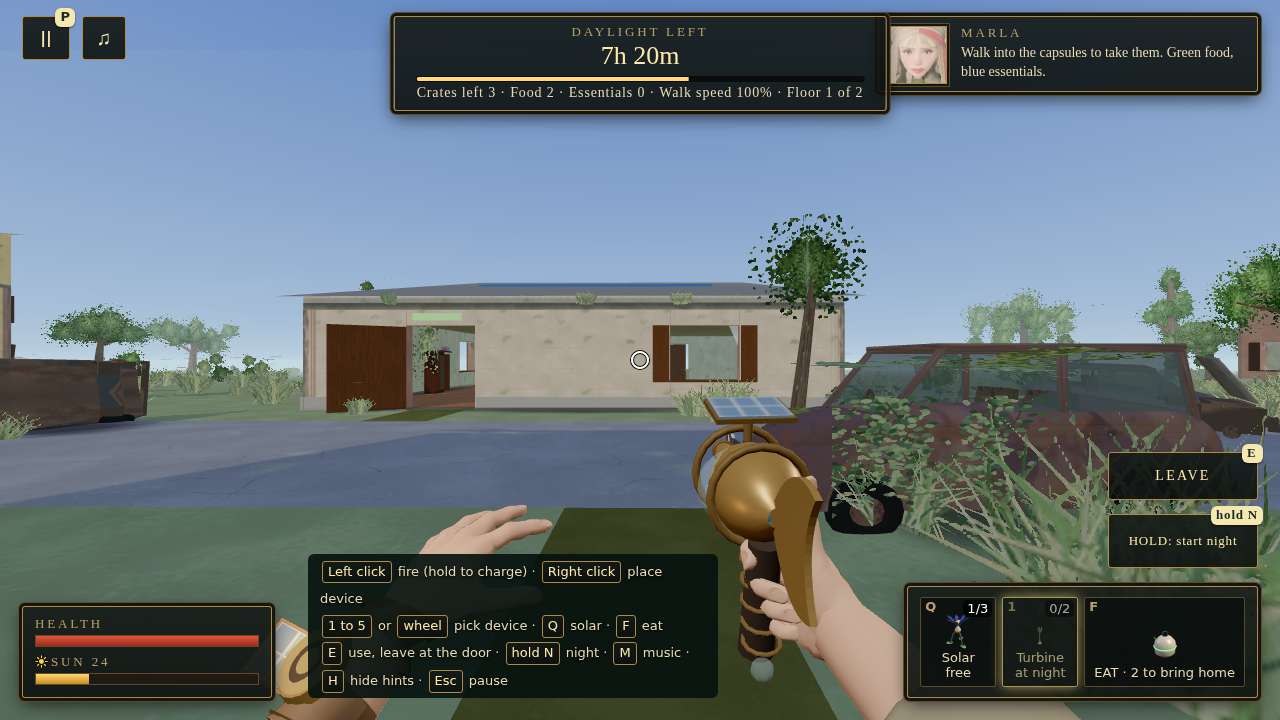 P
DAYLIGHT LEFT
7h 20m
Crates left 3 · Food 2 · Essentials 0 · Walk speed 100% · Floor 1 of 2
MARLA
Walk into the capsules to take them. Green food,
blue essentials.
E
LEAVE
hold N
HOLD: start night
HEALTH
SUN 24
Left click fire (hold to charge) · Right click place
device
1 to 5 or wheel pick device · Q solar · F eat
E use, leave at the door · hold N night · M music ·
H hide hints · Esc pause
Q 1/3
Solar
free
1 0/2
Turbine
at night
F
EAT · 2 to bring home